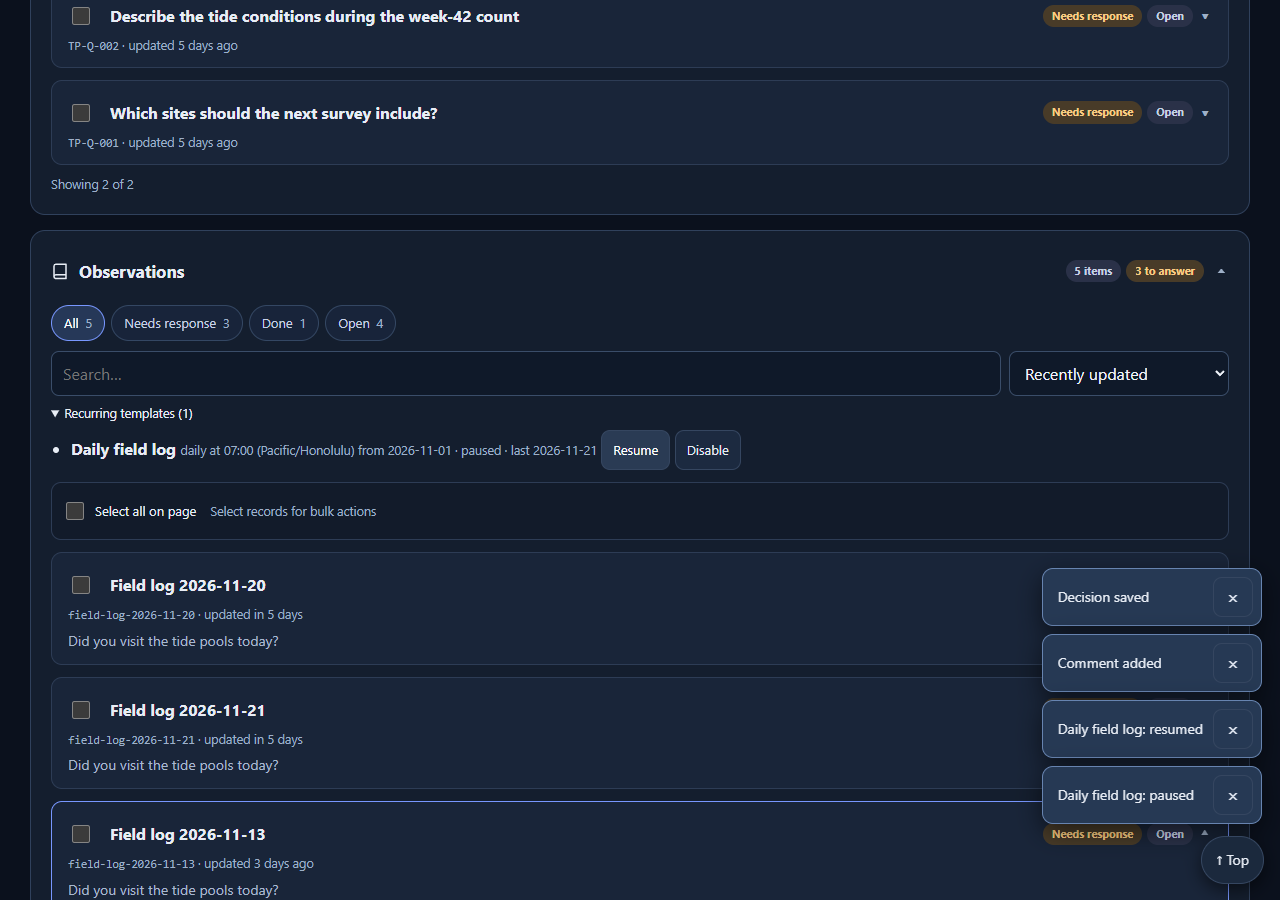 Describe the tide conditions during the week-42 count Needs response Open ▾
TP-Q-002 · updated 5 days ago
Which sites should the next survey include? Needs response Open ▾
TP-Q-001 · updated 5 days ago
Showing 2 of 2
Observations 5 items 3 to answer ▴
All 5 Needs response 3 Done 1 Open 4
Search... Recently updated
▼ Recurring templates (1)
• Daily field log daily at 07:00 (Pacific/Honolulu) from 2026-11-01 · paused · last 2026-11-21 Resume Disable
Select all on page Select records for bulk actions
Field log 2026-11-20
field-log-2026-11-20 · updated in 5 days
Did you visit the tide pools today?
Decision saved ×
Comment added ×
Field log 2026-11-21
field-log-2026-11-21 · updated in 5 days
Did you visit the tide pools today?
Daily field log: resumed ×
Daily field log: paused ×
Field log 2026-11-13 Needs response Open ▴
field-log-2026-11-13 · updated 3 days ago
Did you visit the tide pools today?
↑ Top